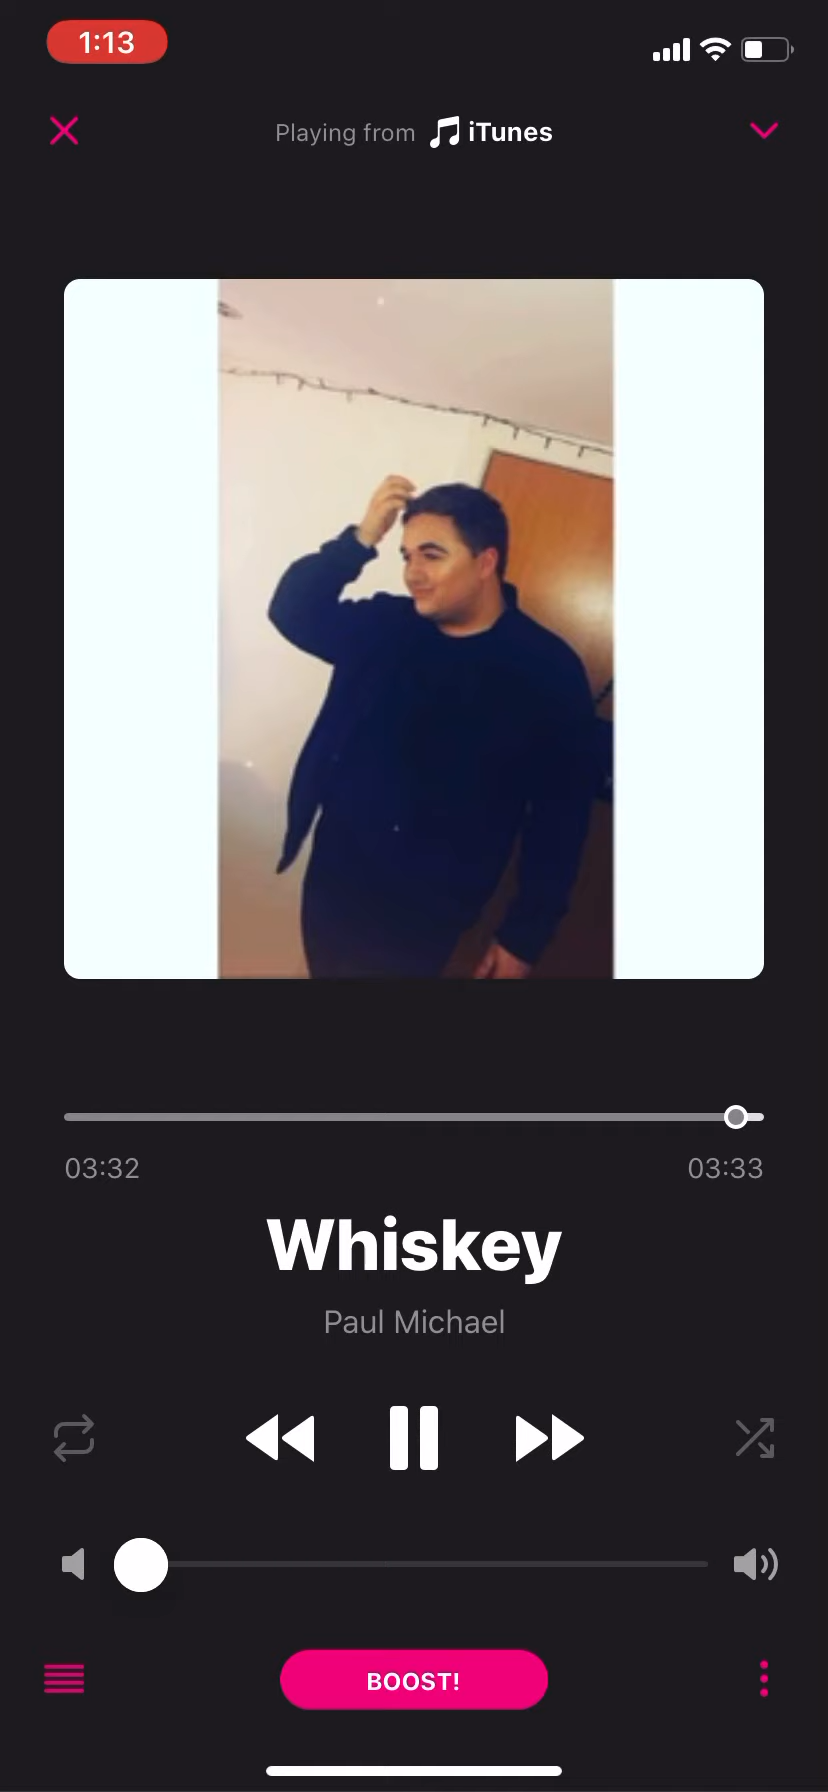 1:13
Playing from iTunes
03:32
03:33
Whiskey
Paul Michael
BOOST!